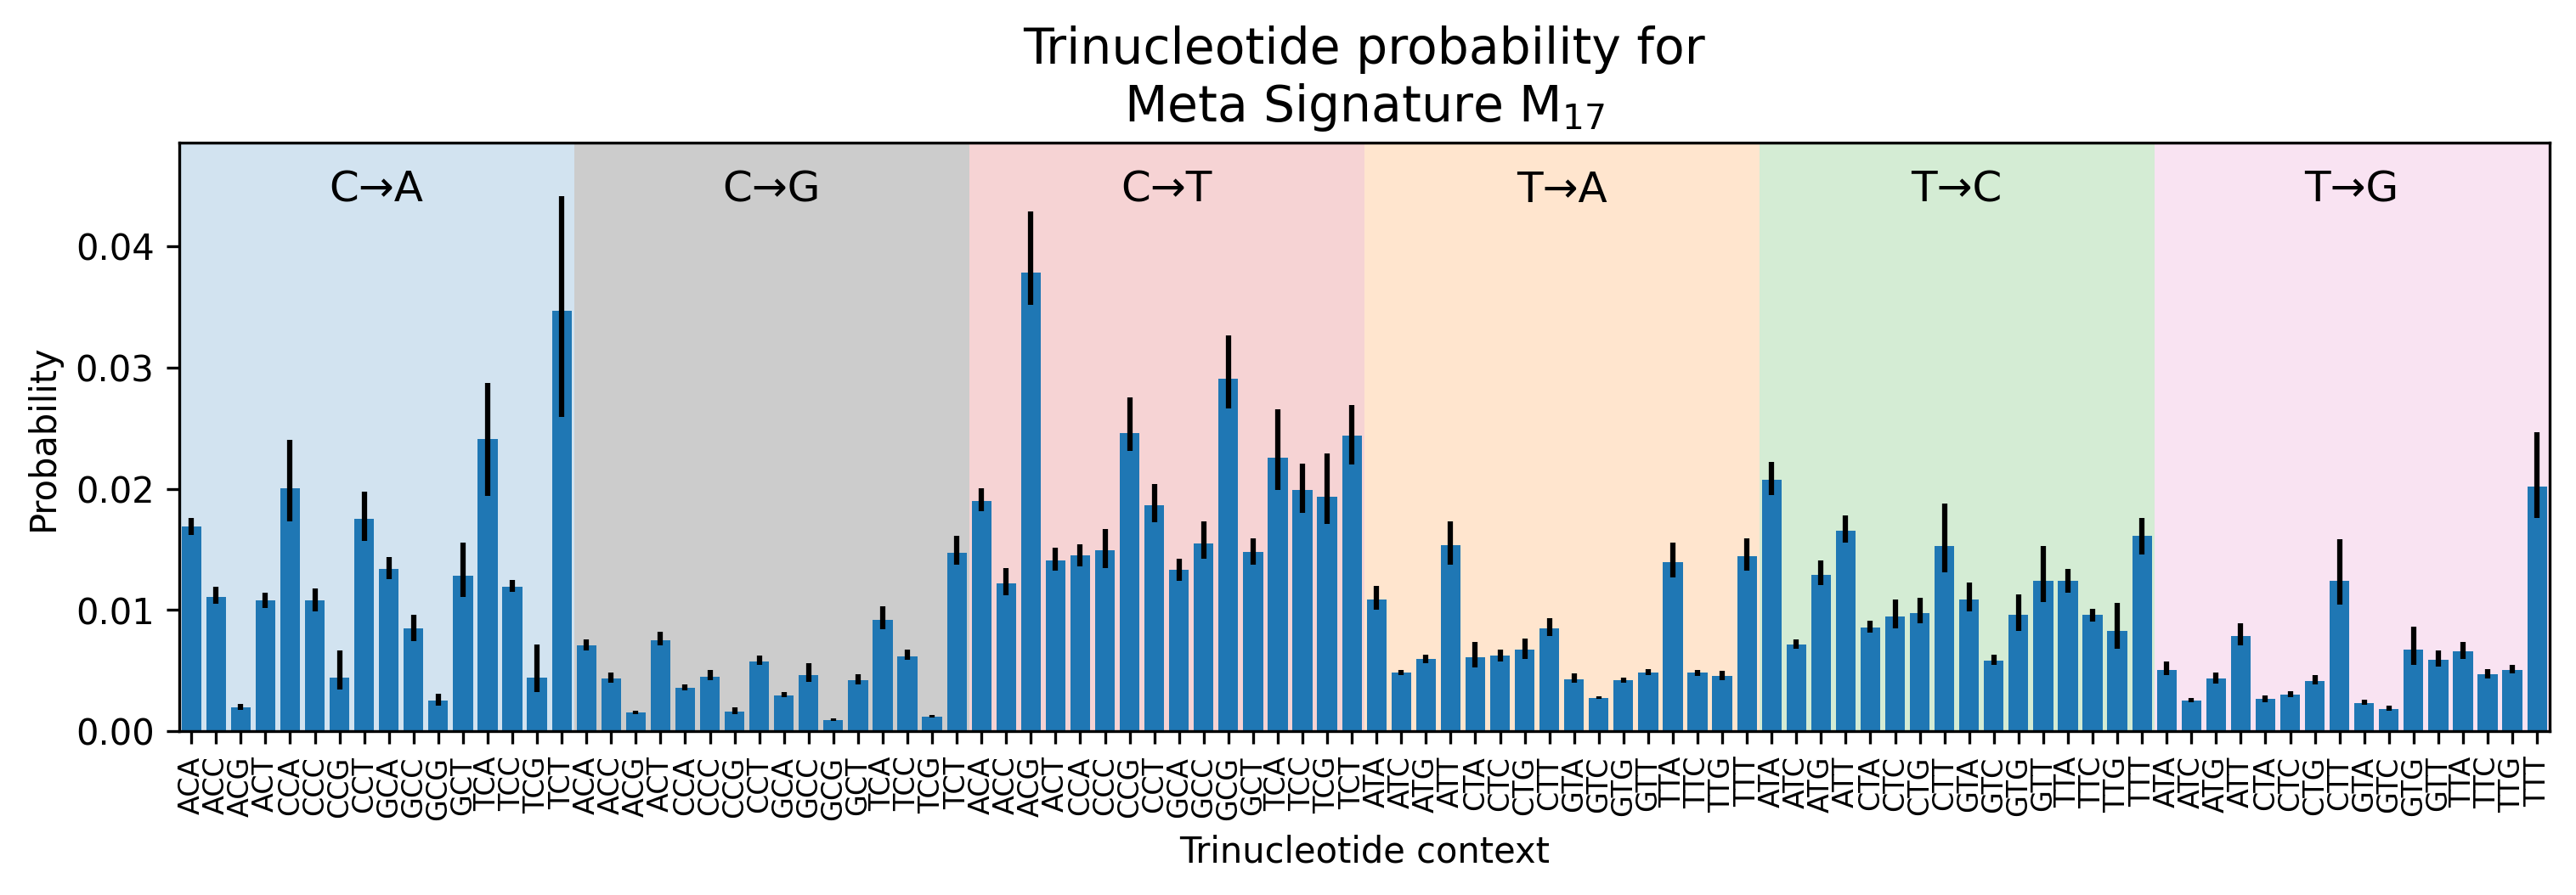 Trinucleotide probability for
Meta Signature M₁₇
C→A C→G C→T T→A T→C T→G
Probability
0.04
0.03
0.02
0.01
0.00
ACA ACC ACG ACT CCA CCC CCG CCT GCA GCC GCG GCT TCA TCC TCG TCT ACA ACC ACG ACT CCA CCC CCG CCT GCA GCC GCG GCT TCA TCC TCG TCT ACA ACC ACG ACT CCA CCC CCG CCT GCA GCC GCG GCT TCA TCC TCG TCT ATA ATC ATG ATT CTA CTC CTG CTT GTA GTC GTG GTT TTA TTC TTG TTT ATA ATC ATG ATT CTA CTC CTG CTT GTA GTC GTG GTT TTA TTC TTG TTT ATA ATC ATG ATT CTA CTC CTG CTT GTA GTC GTG GTT TTA TTC TTG TTT
Trinucleotide context